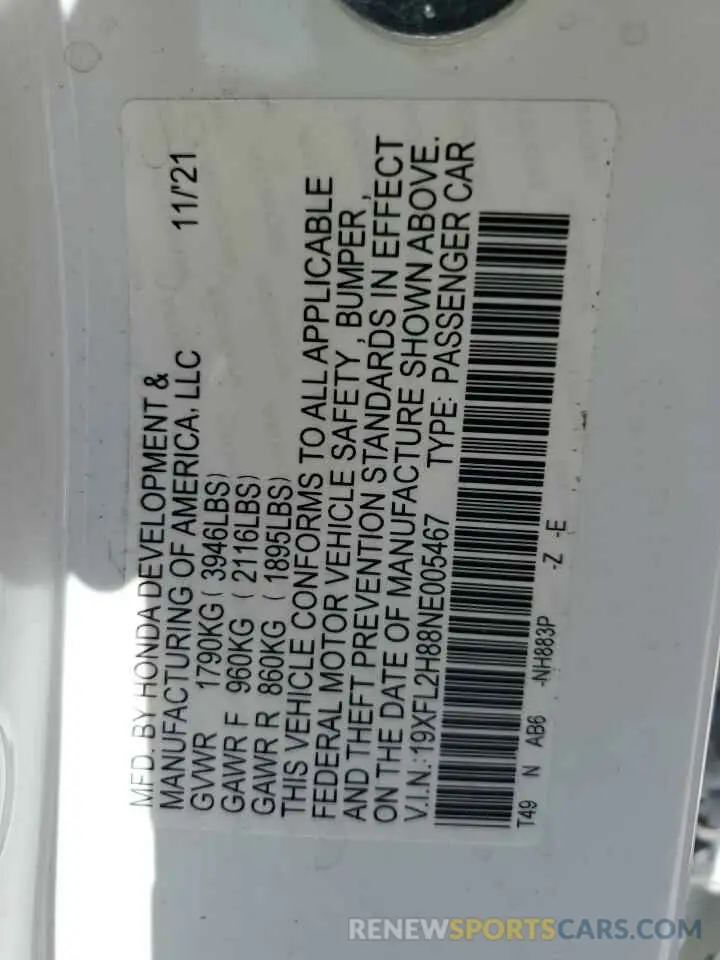 MFD. BY HONDA DEVELOPMENT &
MANUFACTURING OF AMERICA, LLC 11/'21
GVWR 1790KG ( 3946LBS)
GAWR F 960KG ( 2116LBS)
GAWR R 860KG ( 1895LBS)
THIS VEHICLE CONFORMS TO ALL APPLICABLE
FEDERAL MOTOR VEHICLE SAFETY, BUMPER,
AND THEFT PREVENTION STANDARDS IN EFFECT
ON THE DATE OF MANUFACTURE SHOWN ABOVE.
V.I.N.:19XFL2H88NE005467 TYPE: PASSENGER CAR
T49 N AB6 -NH883P -Z -E
RENEWSPORTSCARS.COM